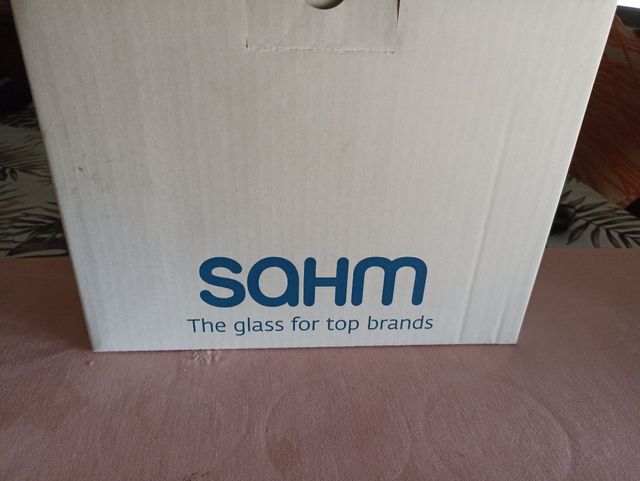 saHm
The glass for top brands